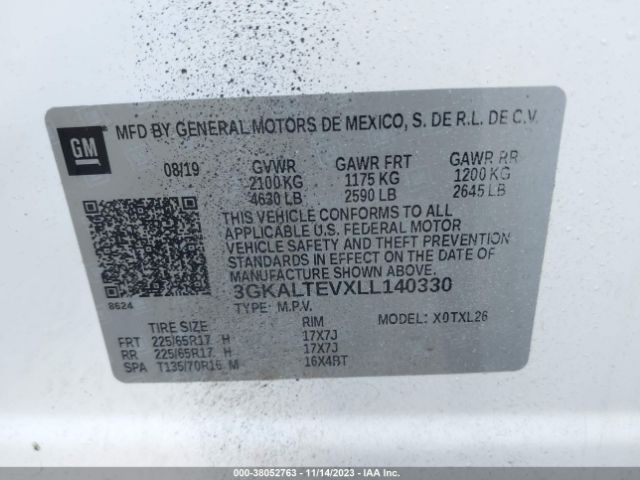 GM
MFD BY GENERAL MOTORS DE MEXICO, S. DE R.L. DE C.V.
08/19 GVWR GAWR FRT GAWR RR
2100 KG 1175 KG 1200 KG
4630 LB 2590 LB 2645 LB
THIS VEHICLE CONFORMS TO ALL
APPLICABLE U.S. FEDERAL MOTOR
VEHICLE SAFETY AND THEFT PREVENTION
STANDARDS IN EFFECT ON THE DATE OF
MANUFACTURE SHOWN ABOVE.
8624 3GKALTEVXLL140330
TYPE: M.P.V.
TIRE SIZE RIM MODEL: X0TXL26
FRT 225/65R17 H 17X7J
RR 225/65R17 H 17X7J
SPA T135/70R16 M 16X4BT
000-38052763 - 11/14/2023 - IAA Inc.